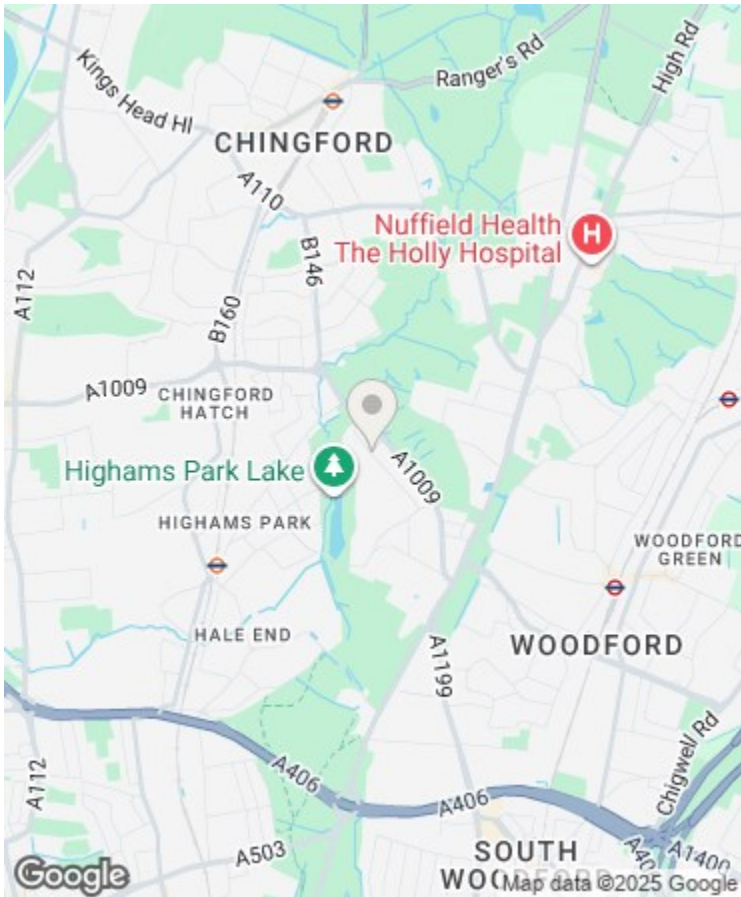 Ranger's Rd
High Rd
Kings Head Hl
CHINGFORD
A110
Nuffield Health
The Holly Hospital
H
B146
A112
B160
A1009
CHINGFORD
HATCH
Highams Park Lake
A1009
HIGHAMS PARK
WOODFORD
GREEN
HALE END
WOODFORD
A1199
Chigwell Rd
A406
A112
A406
A503
SOUTH
A1400
Google
Map data ©2025 Google